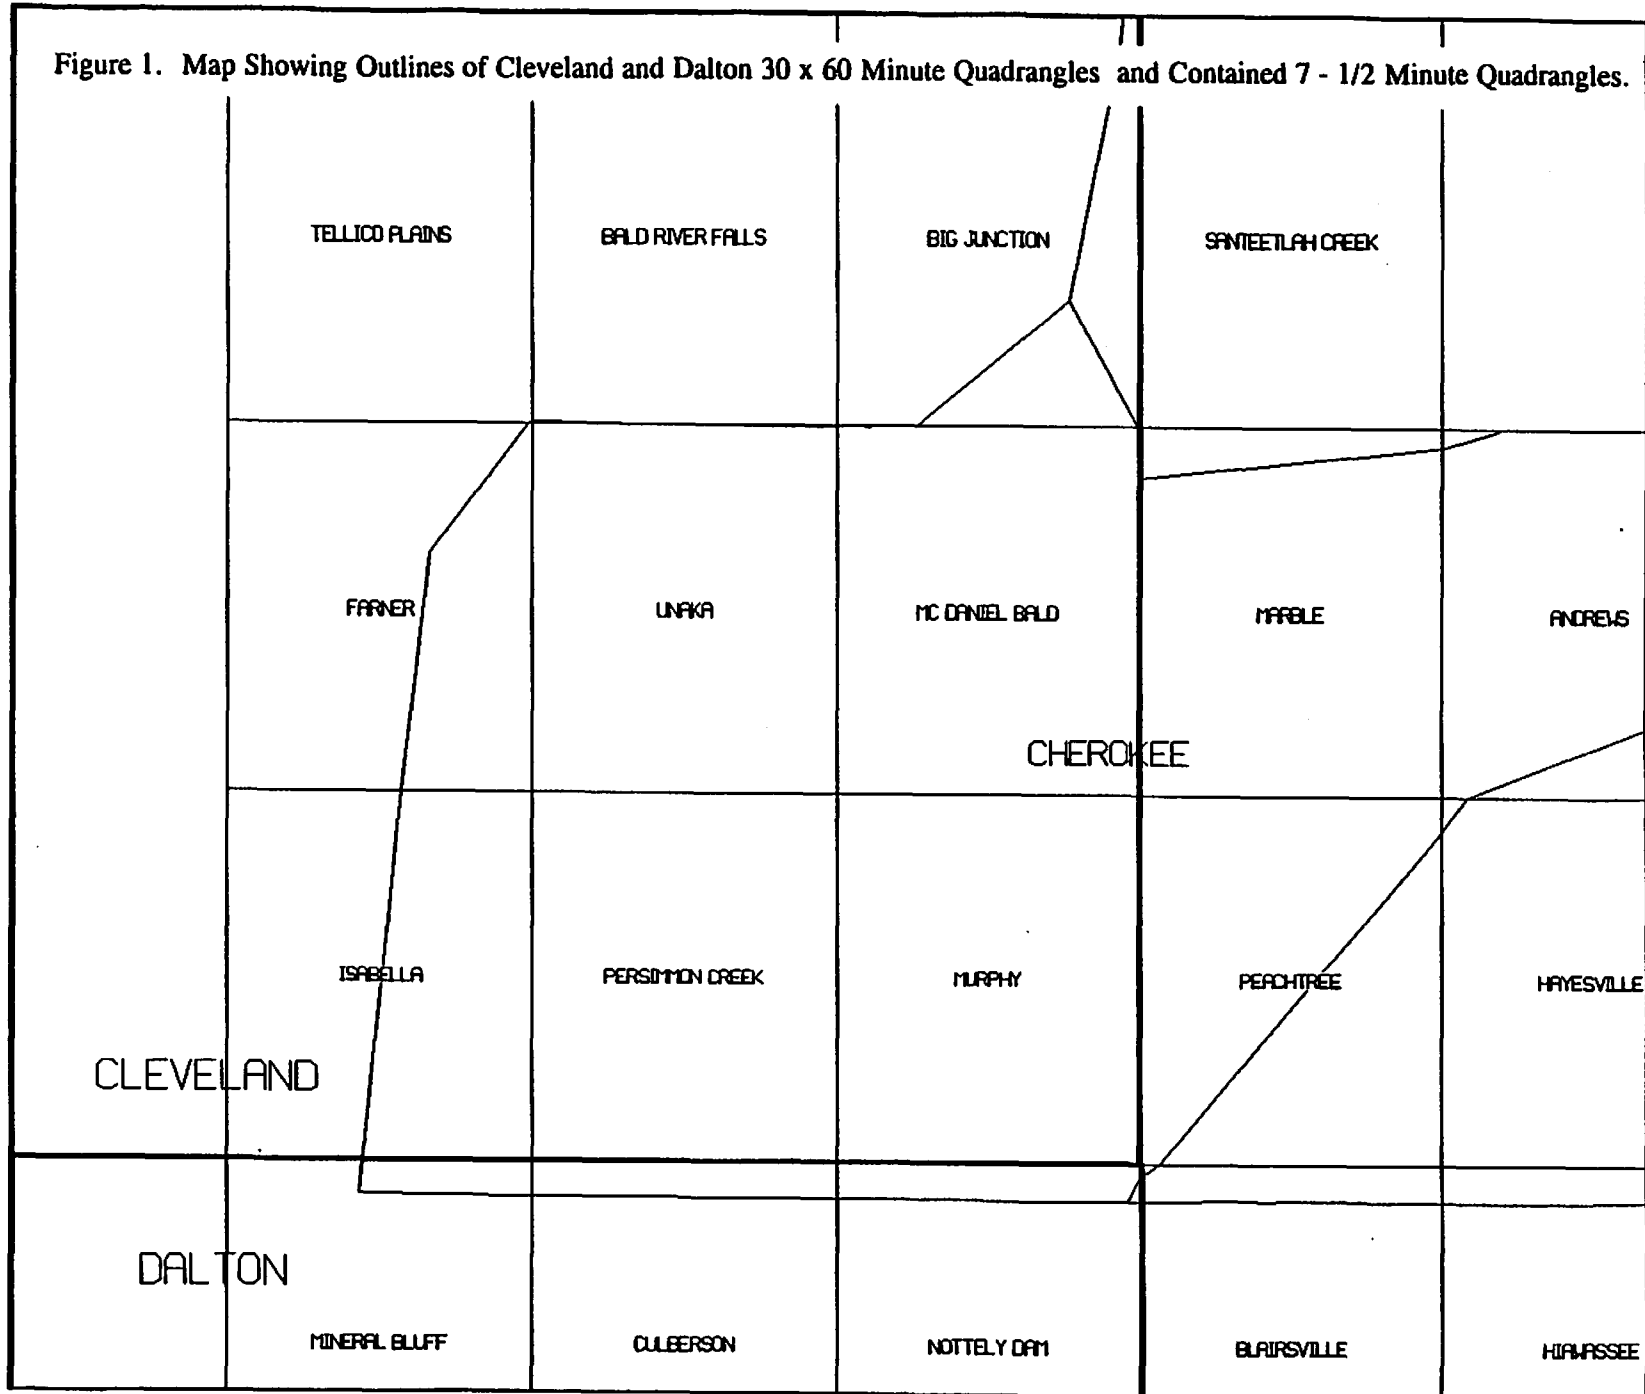 Figure 1. Map Showing Outlines of Cleveland and Dalton 30 x 60 Minute Quadrangles and Contained 7 - 1/2 Minute Quadrangles.
TELLICO PLAINS
BALD RIVER FALLS
BIG JUNCTION
SANTEETLAH CREEK
FARNER
UNAKA
MC DANIEL BALD
MARBLE
ANDREWS
CHEROKEE
ISABELLA
PERSIMMON CREEK
MURPHY
PEACHTREE
HAYESVILLE
CLEVELAND
DALTON
MINERAL BLUFF
CULBERSON
NOTTELY DAM
BLAIRSVILLE
HIAWASSEE